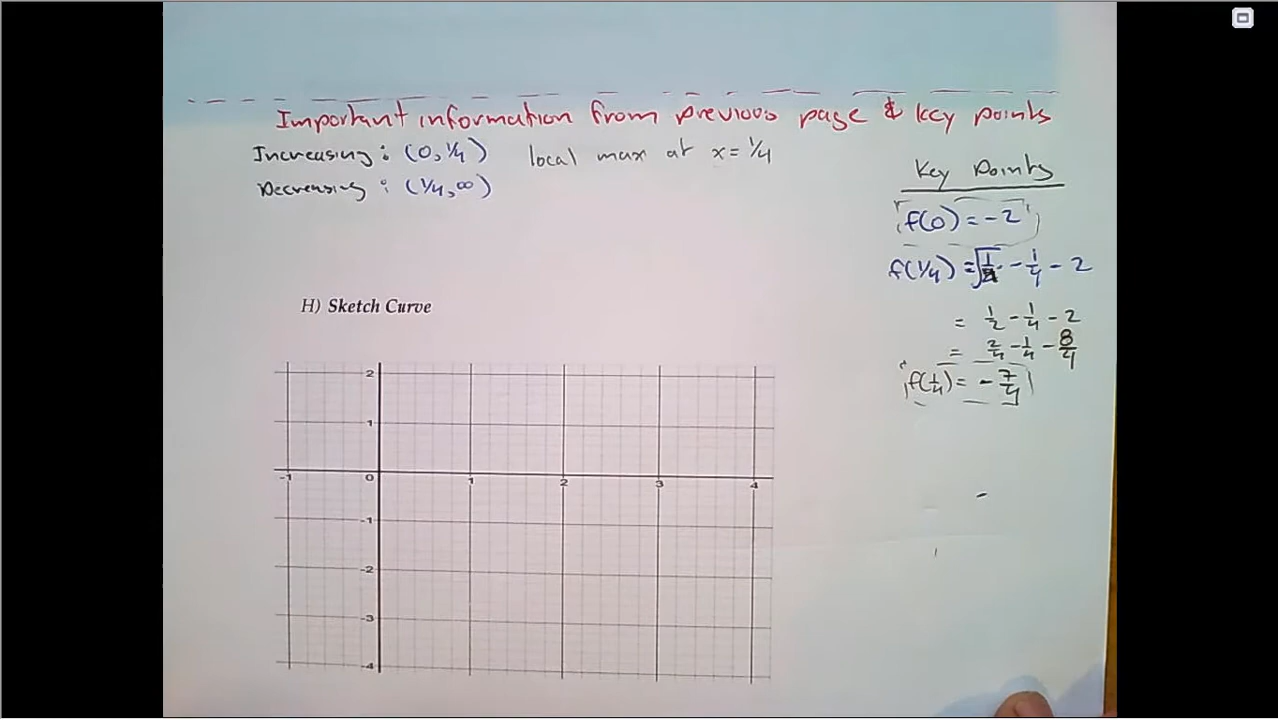 Important information from previous page & key points
Increasing : (0, 1/4) local max at x = 1/4
Decreasing : (1/4, ∞)
Key Points
f(0) = -2
f(1/4) = √1/4 - 1/4 - 2
= 1/2 - 1/4 - 2
= 2/4 - 1/4 - 8/4
f(1/4) = - 7/4
H) Sketch Curve
2
1
-1 0 1 2 3 4
-1
-2
-3
-4